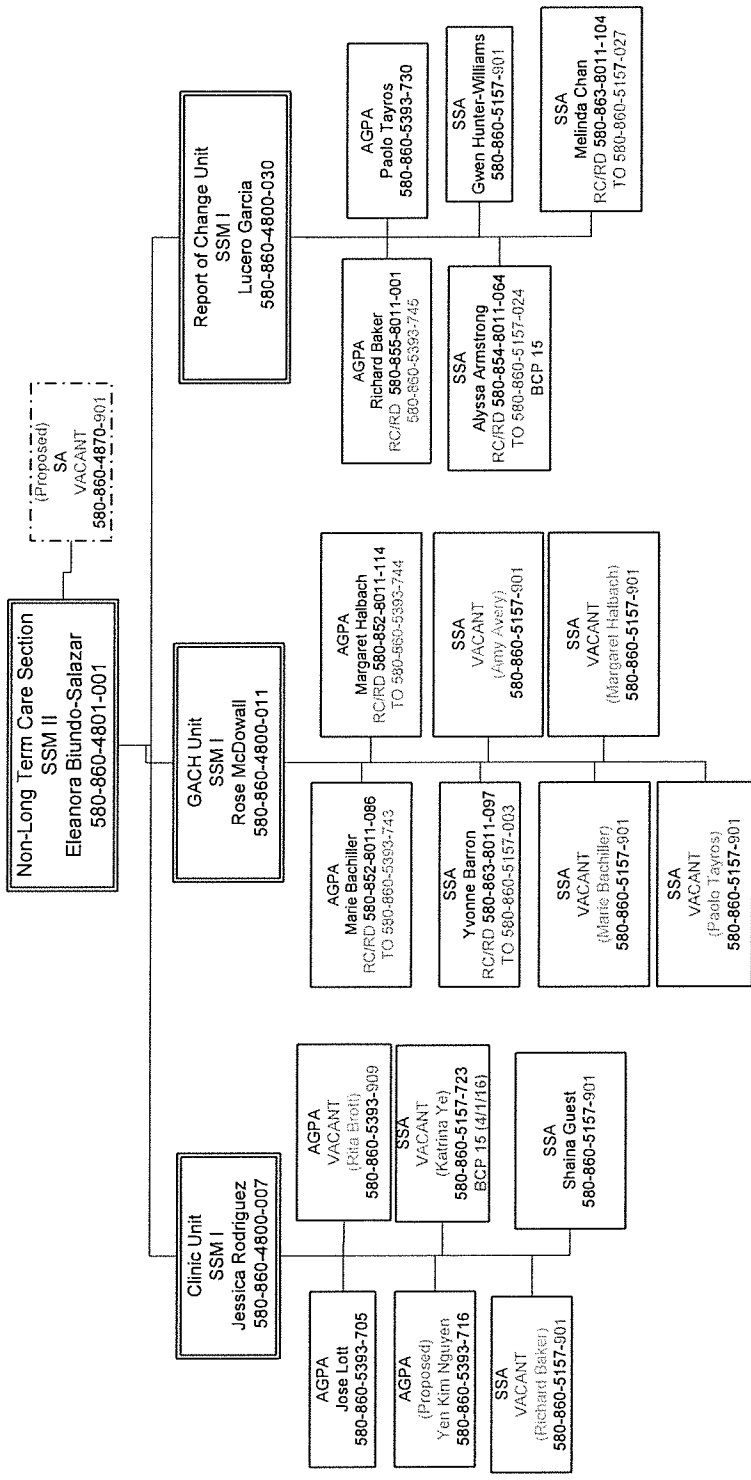 Non-Long Term Care Section
SSM II
Eleanora Biundo-Salazar
580-860-4801-001
(Proposed)
SA
VACANT
580-860-4870-901
Clinic Unit
SSM I
Jessica Rodriguez
580-860-4800-007
AGPA
Jose Lott
580-860-5393-705
AGPA
VACANT
(Rita Brott)
580-860-5393-909
AGPA
(Proposed)
Yen Kim Nguyen
580-860-5393-716
SSA
VACANT
(Katrina Ye)
580-860-5157-723
BCP 15 (4/1/16)
SSA
VACANT
(Richard Baker)
580-860-5157-901
SSA
Shaina Guest
580-860-5157-901
GACH Unit
SSM I
Rose McDowall
580-860-4800-011
AGPA
Marie Bachiller
RC/RD 580-852-8011-086
TO 580-860-5393-743
AGPA
Margaret Halbach
RC/RD 580-852-8011-114
TO 580-860-5393-744
SSA
Yvonne Barron
RC/RD 580-863-8011-097
TO 580-860-5157-003
SSA
VACANT
(Amy Avery)
580-860-5157-901
SSA
VACANT
(Marie Bachiller)
580-860-5157-901
SSA
VACANT
(Margaret Halbach)
580-860-5157-901
SSA
VACANT
(Paolo Tayros)
580-860-5157-901
Report of Change Unit
SSM I
Lucero Garcia
580-860-4800-030
AGPA
Richard Baker
RC/RD 580-855-8011-001
580-860-5393-745
AGPA
Paolo Tayros
580-860-5393-730
SSA
Alyssa Armstrong
RC/RD 580-854-8011-064
TO 580-860-5157-024
BCP 15
SSA
Gwen Hunter-Williams
580-860-5157-901
SSA
Melinda Chan
RC/RD 580-863-8011-104
TO 580-860-5157-027